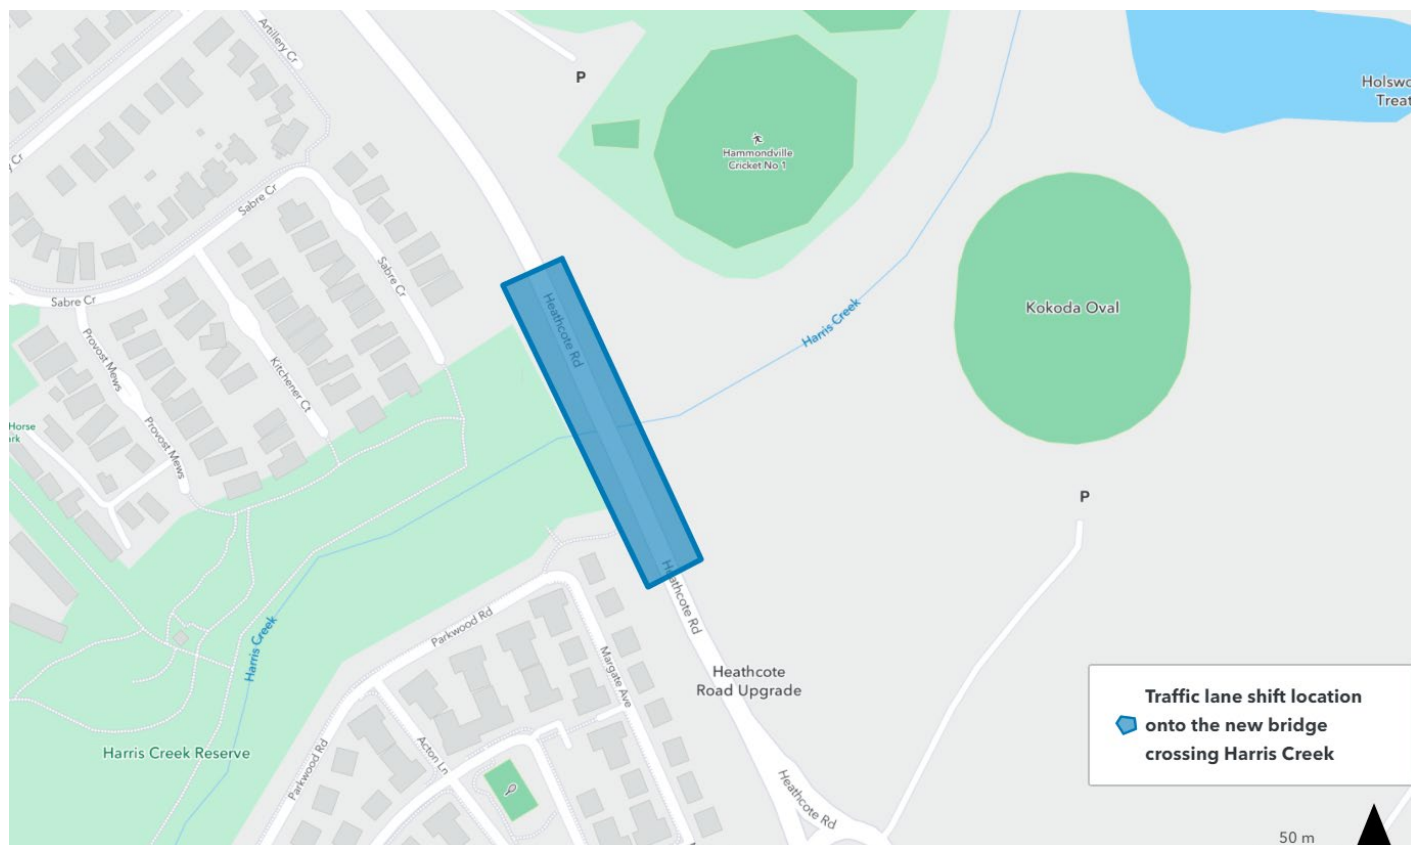 Artillery Cr
P
Holswo
Treat
Hammondville
Cricket No 1
y Cr
Sabre Cr
Sabre Cr
Sabre Cr
Heathcote Rd
Harris Creek
Kokoda Oval
Provost Mews
Kitchener Ct
Horse
ark
Provost Mews
P
Heathcote Rd
Parkwood Rd
Harris Creek
Margate Ave
Heathcote
Road Upgrade
Traffic lane shift location
onto the new bridge
crossing Harris Creek
Harris Creek Reserve
Acton Ln
Parkwood Rd
Heathcote Rd
50 m